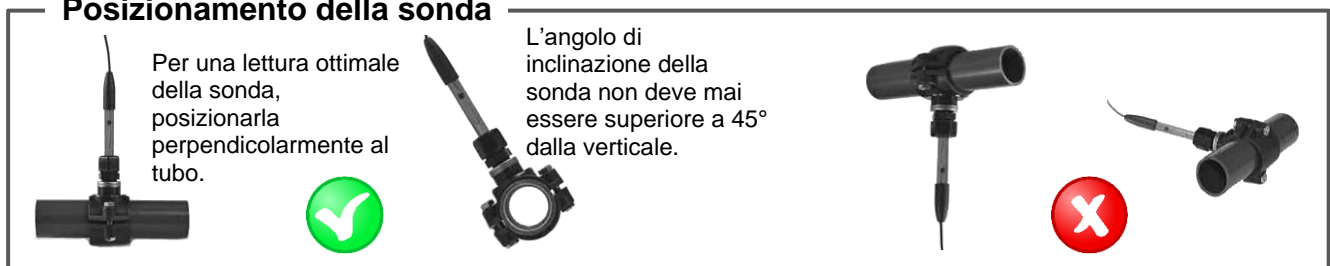 Posizionamento della sonda
Per una lettura ottimale
della sonda,
posizionarla
perpendicolarmente al
tubo.
L'angolo di
inclinazione della
sonda non deve mai
essere superiore a 45°
dalla verticale.